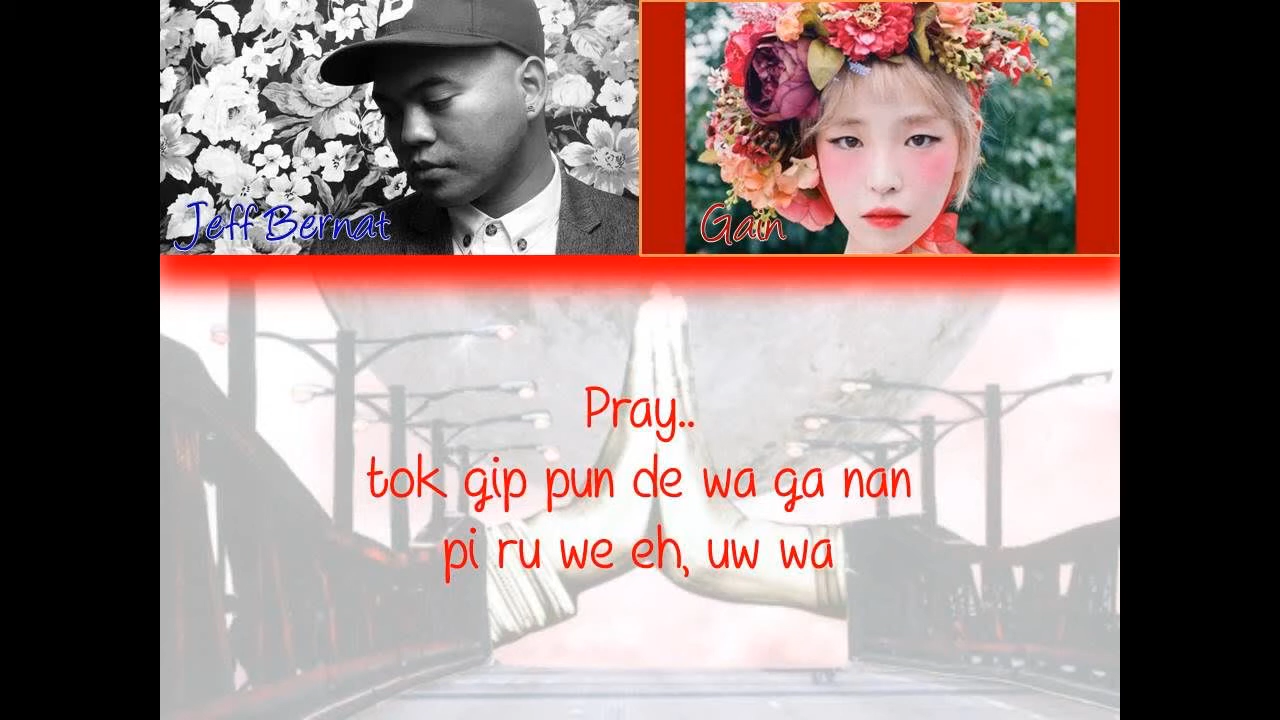 Jeff Bernat
Gain
Pray..
tok gip pun de wa ga nan
pi ru we eh, uw wa